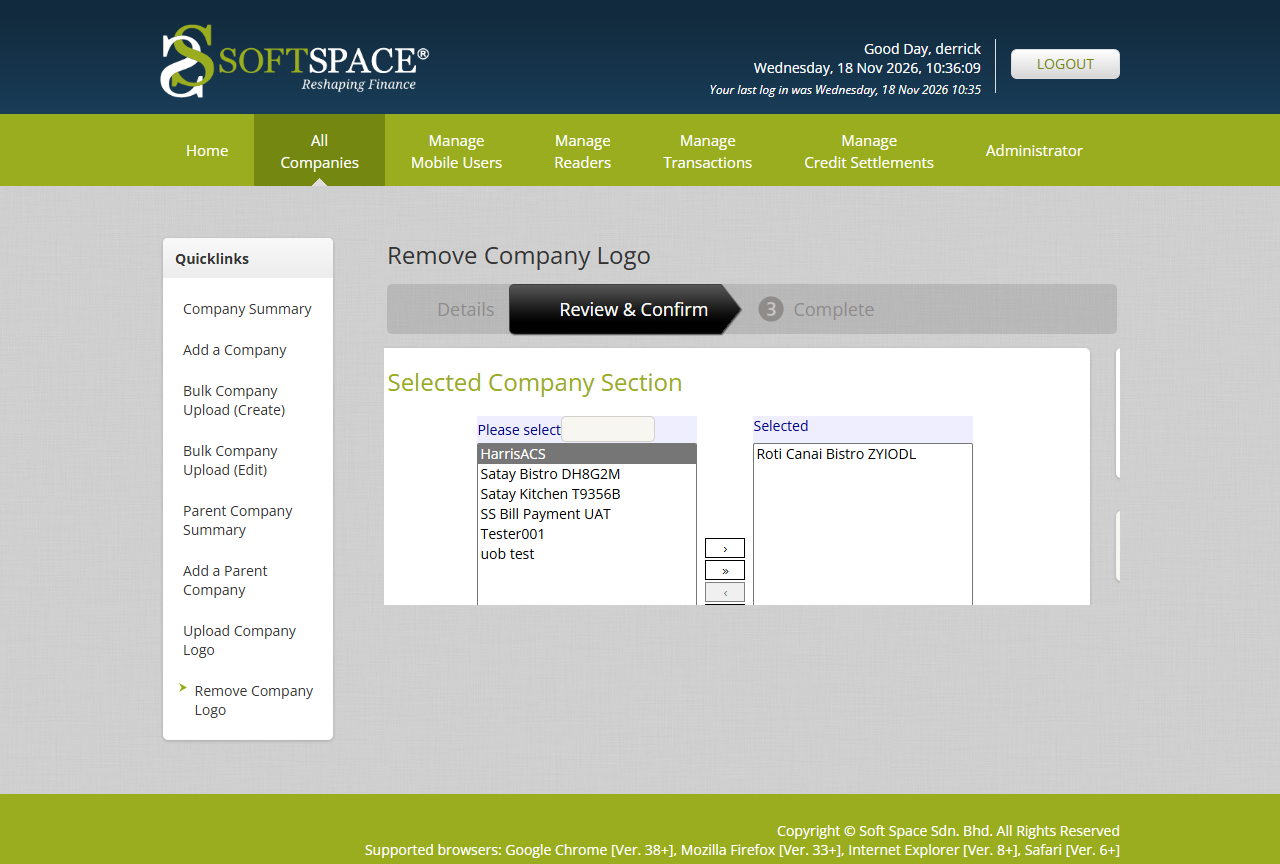 SOFTSPACE®
Reshaping Finance
Good Day, derrick
Wednesday, 18 Nov 2026, 10:36:09
Your last log in was Wednesday, 18 Nov 2026 10:35
LOGOUT
Home
All
Companies
Manage
Mobile Users
Manage
Readers
Manage
Transactions
Manage
Credit Settlements
Administrator
Quicklinks
Company Summary
Add a Company
Bulk Company
Upload (Create)
Bulk Company
Upload (Edit)
Parent Company
Summary
Add a Parent
Company
Upload Company
Logo
Remove Company
Logo
Remove Company Logo
Details
Review & Confirm
3 Complete
Selected Company Section
Please select
HarrisACS
Satay Bistro DH8G2M
Satay Kitchen T9356B
SS Bill Payment UAT
Tester001
uob test
›
»
‹
Selected
Roti Canai Bistro ZYIODL
Copyright © Soft Space Sdn. Bhd. All Rights Reserved
Supported browsers: Google Chrome [Ver. 38+], Mozilla Firefox [Ver. 33+], Internet Explorer [Ver. 8+], Safari [Ver. 6+]